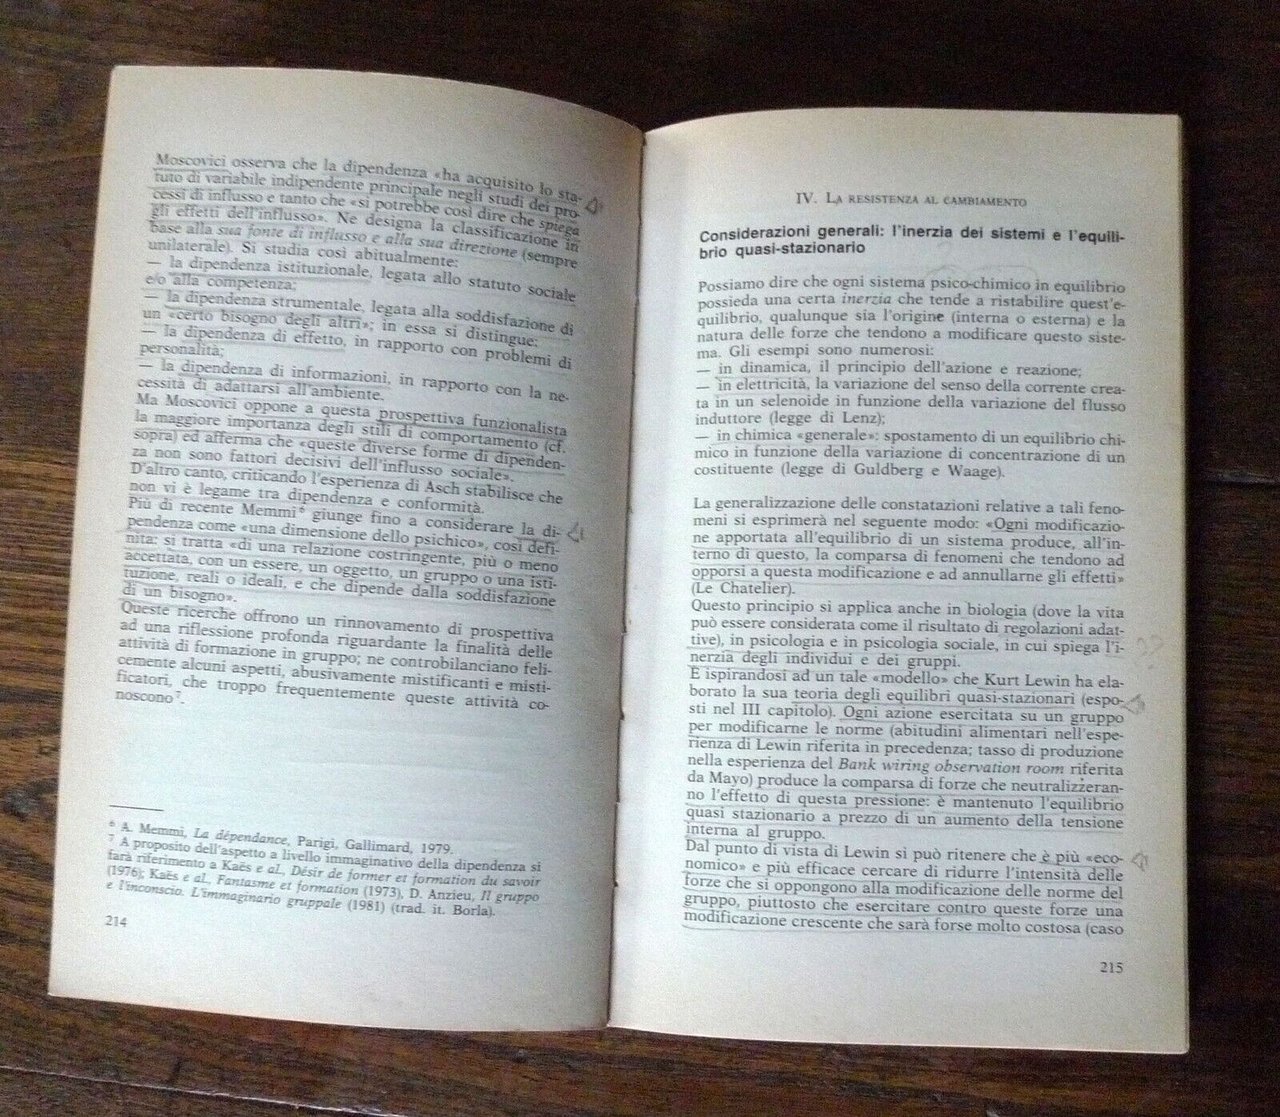 Moscovici osserva che la dipendenza «ha acquisito lo sta-
tuto di variabile indipendente principale negli studi dei pro-
cessi di influsso e tanto che «si potrebbe così dire che spiega
gli effetti dell'influsso». Ne designa la classificazione in
base alla sua fonte di influsso e alla sua direzione (sempre
unilaterale). Si studia così abitualmente:
— la dipendenza istituzionale, legata allo statuto sociale
e/o alla competenza;
— la dipendenza strumentale, legata alla soddisfazione di
un «certo bisogno degli altri»; in essa si distingue:
— la dipendenza di effetto, in rapporto con problemi di
personalità;
— la dipendenza di informazioni, in rapporto con la ne-
cessità di adattarsi all'ambiente.
Ma Moscovici oppone a questa prospettiva funzionalista
la maggiore importanza degli stili di comportamento (cf.
sopra) ed afferma che «queste diverse forme di dipenden-
za non sono fattori decisivi dell'influsso sociale».
D'altro canto, criticando l'esperienza di Asch stabilisce che
non vi è legame tra dipendenza e conformità.
Più di recente Memmi⁶ giunge fino a considerare la di-
pendenza come «una dimensione dello psichico», così defi-
nita: si tratta «di una relazione costringente, più o meno
accettata, con un essere, un oggetto, un gruppo o una isti-
tuzione, reali o ideali, e che dipende dalla soddisfazione
di un bisogno».
Queste ricerche offrono un rinnovamento di prospettiva
ad una riflessione profonda riguardante la finalità delle
attività di formazione in gruppo; ne controbilanciano feli-
cemente alcuni aspetti, abusivamente mistificanti e misti-
ficatori, che troppo frequentemente queste attività co-
noscono⁷.
⁶ A. Memmi, La dépendance, Parigi, Gallimard, 1979.
⁷ A proposito dell'aspetto a livello immaginativo della dipendenza si
farà riferimento a Kaës e al., Désir de former et formation du savoir
(1976); Kaës e al., Fantasme et formation (1973), D. Anzieu, Il gruppo
e l'inconscio. L'immaginario gruppale (1981) (trad. it. Borla).
214
IV. LA RESISTENZA AL CAMBIAMENTO
Considerazioni generali: l'inerzia dei sistemi e l'equili-
brio quasi-stazionario
Possiamo dire che ogni sistema psico-chimico in equilibrio
possieda una certa inerzia che tende a ristabilire quest'e-
quilibrio, qualunque sia l'origine (interna o esterna) e la
natura delle forze che tendono a modificare questo siste-
ma. Gli esempi sono numerosi:
— in dinamica, il principio dell'azione e reazione;
— in elettricità, la variazione del senso della corrente crea-
ta in un selenoide in funzione della variazione del flusso
induttore (legge di Lenz);
— in chimica «generale»: spostamento di un equilibrio chi-
mico in funzione della variazione di concentrazione di un
costituente (legge di Guldberg e Waage).
La generalizzazione delle constatazioni relative a tali feno-
meni si esprimerà nel seguente modo: «Ogni modificazio-
ne apportata all'equilibrio di un sistema produce, all'in-
terno di questo, la comparsa di fenomeni che tendono ad
opporsi a questa modificazione e ad annullarne gli effetti»
(Le Chatelier).
Questo principio si applica anche in biologia (dove la vita
può essere considerata come il risultato di regolazioni adat-
tive), in psicologia e in psicologia sociale, in cui spiega l'i-
nerzia degli individui e dei gruppi.
È ispirandosi ad un tale «modello» che Kurt Lewin ha ela-
borato la sua teoria degli equilibri quasi-stazionari (espo-
sti nel III capitolo). Ogni azione esercitata su un gruppo
per modificarne le norme (abitudini alimentari nell'espe-
rienza di Lewin riferita in precedenza; tasso di produzione
nella esperienza del Bank wiring observation room riferita
da Mayo) produce la comparsa di forze che neutralizzeran-
no l'effetto di questa pressione: è mantenuto l'equilibrio
quasi stazionario a prezzo di un aumento della tensione
interna al gruppo.
Dal punto di vista di Lewin si può ritenere che è più «eco-
nomico» e più efficace cercare di ridurre l'intensità delle
forze che si oppongono alla modificazione delle norme del
gruppo, piuttosto che esercitare contro queste forze una
modificazione crescente che sarà forse molto costosa (caso
215